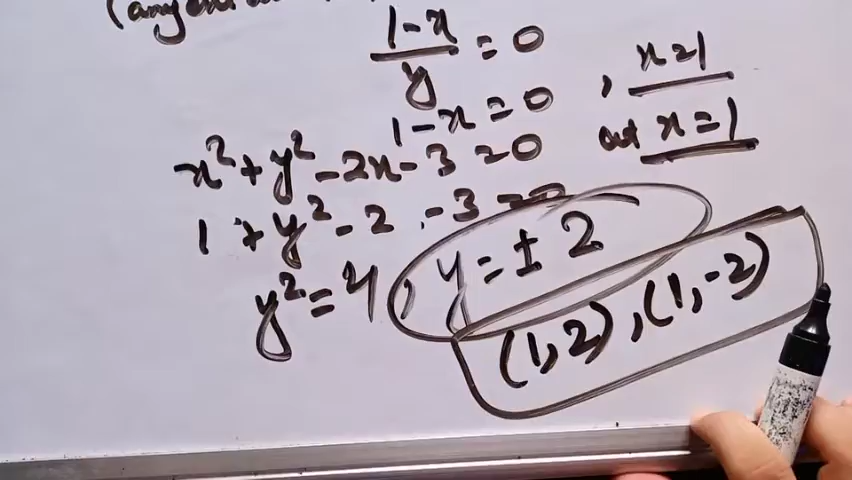 1-x/y = 0
1-x = 0, x=1
x²+y²-2x-3=0 at x=1
1+y²-2-3=0
y²=4, y=±2
(1,2), (1,-2)